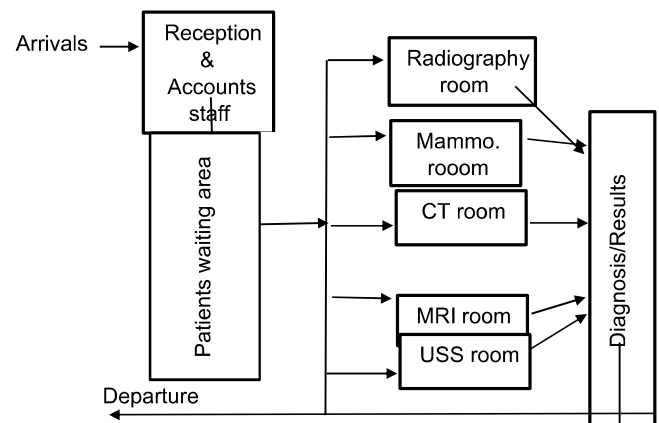 Arrivals
Reception
&
Accounts
staff
Patients waiting area
Radiography
room
Mammo.
rooom
CT room
MRI room
USS room
Diagnosis/Results
Departure